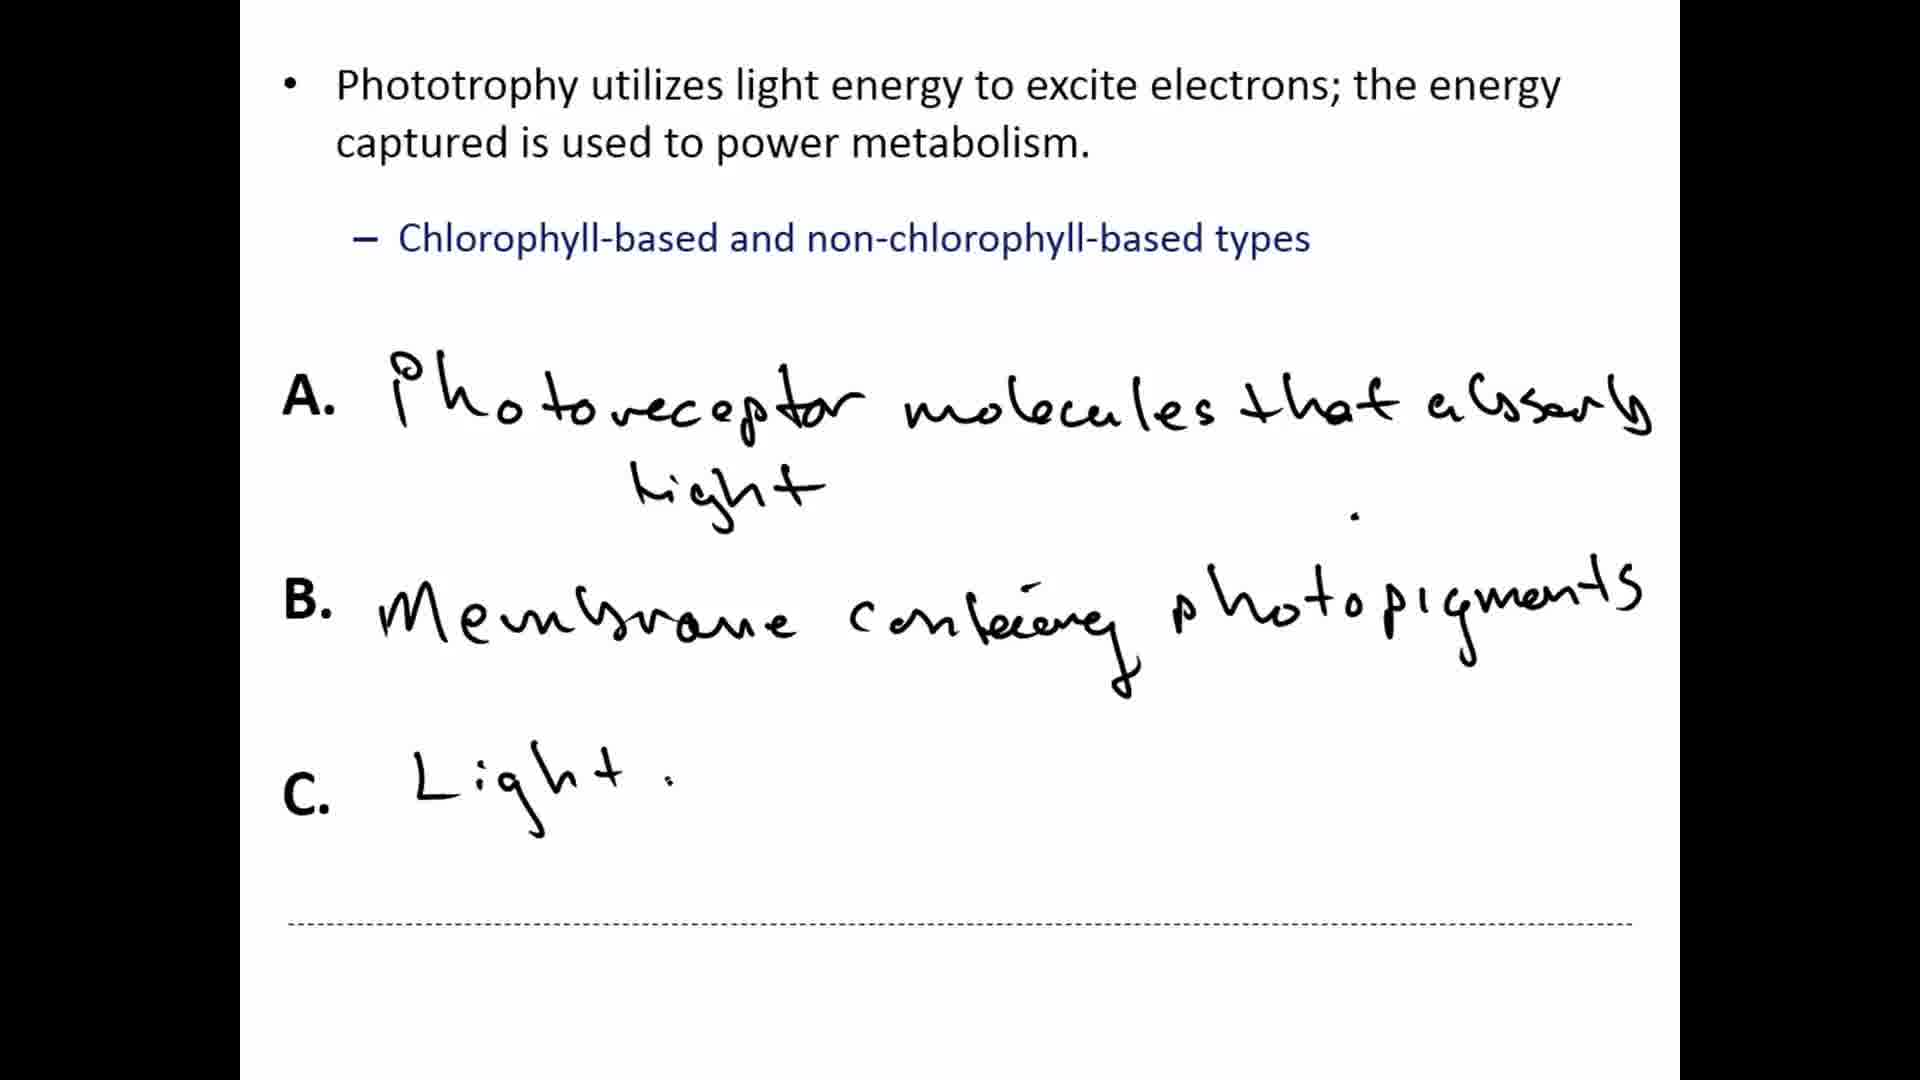 • Phototrophy utilizes light energy to excite electrons; the energy
captured is used to power metabolism.
– Chlorophyll-based and non-chlorophyll-based types
A. Photoreceptor molecules that absorb
light
B. Membrane containing photopigments
C. Light